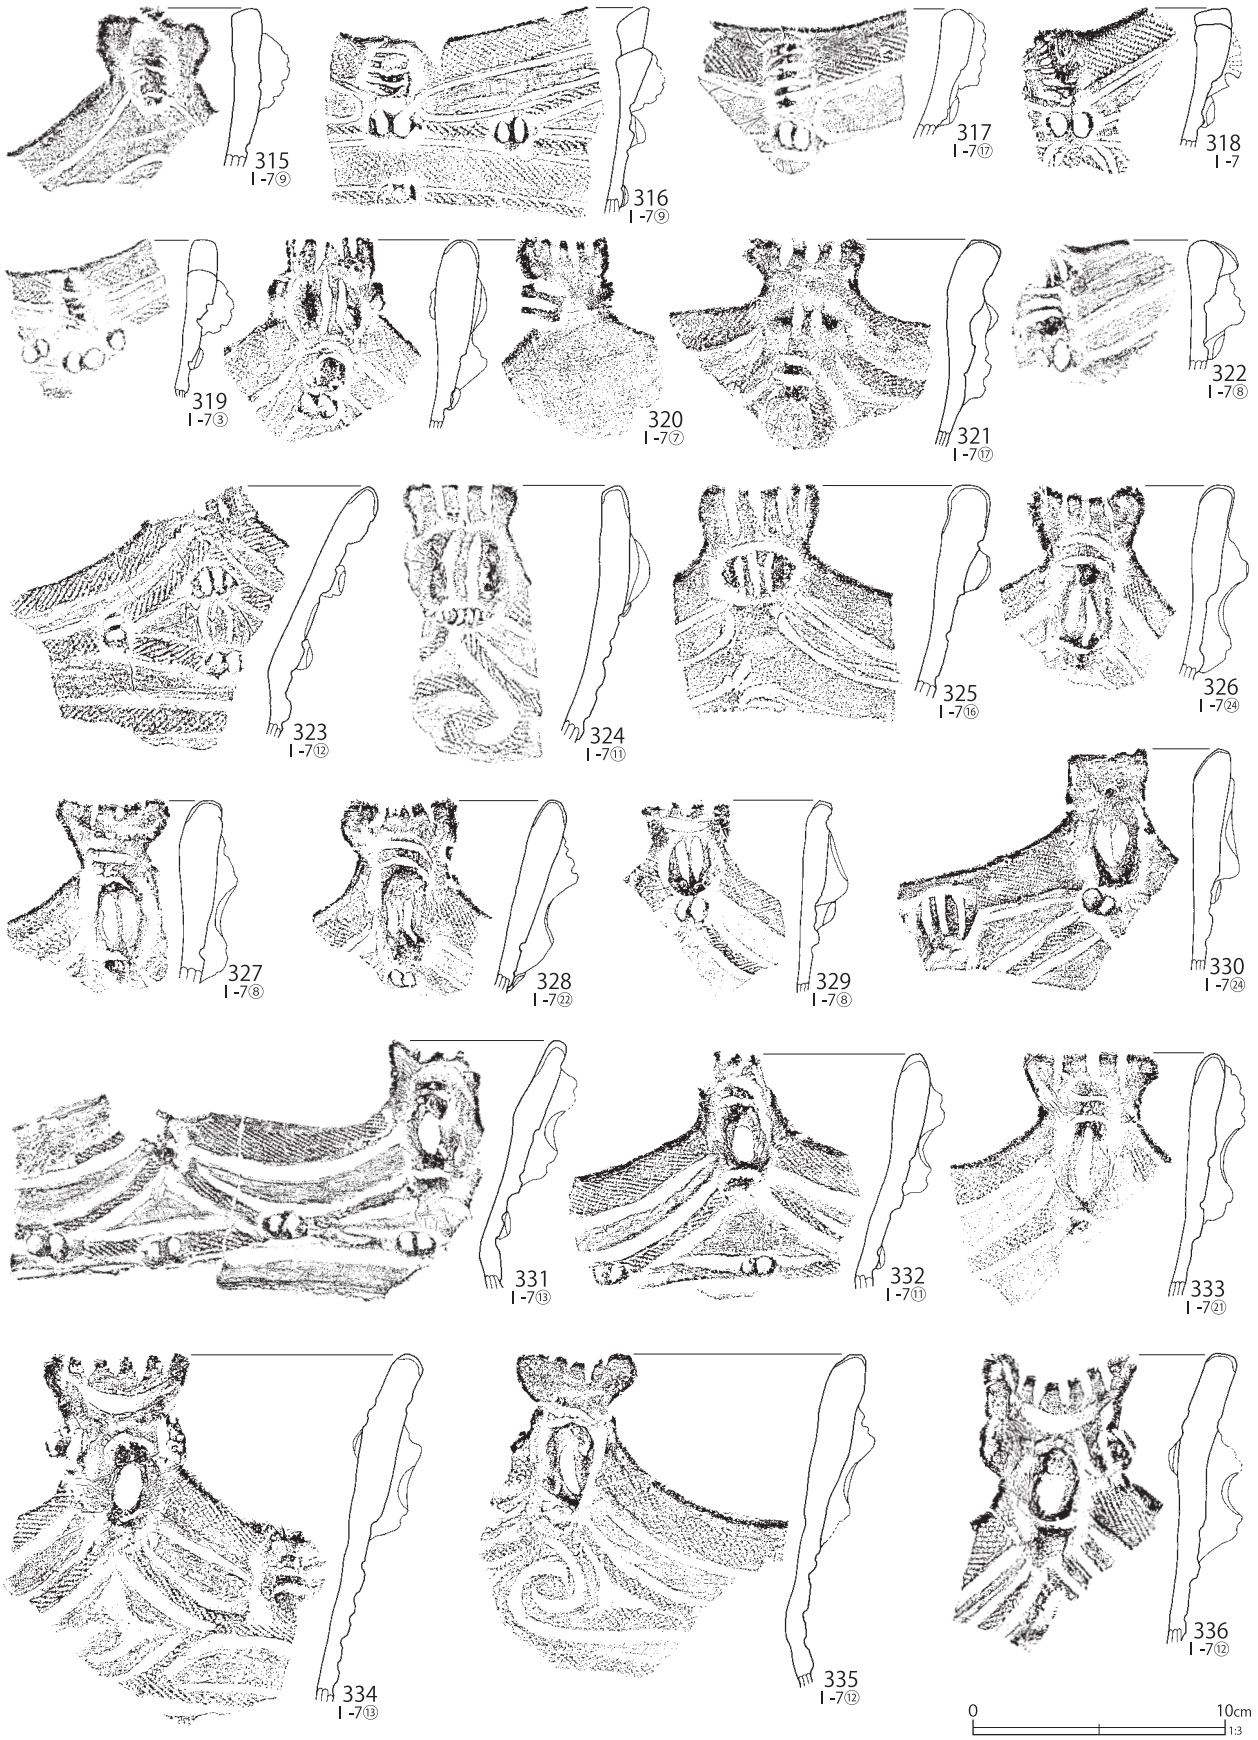 315
I -7⑨
316
I -7⑨
317
I -7⑰
318
I -7
319
I -7③
320
I -7⑦
321
I -7⑰
322
I -7⑧
323
I -7⑫
324
I -7⑪
325
I -7⑯
326
I -7㉔
327
I -7⑧
328
I -7㉒
329
I -7⑧
330
I -7㉔
331
I -7⑬
332
I -7⑪
333
I -7㉑
334
I -7⑬
335
I -7⑫
336
I -7⑫
0 10cm
1:3